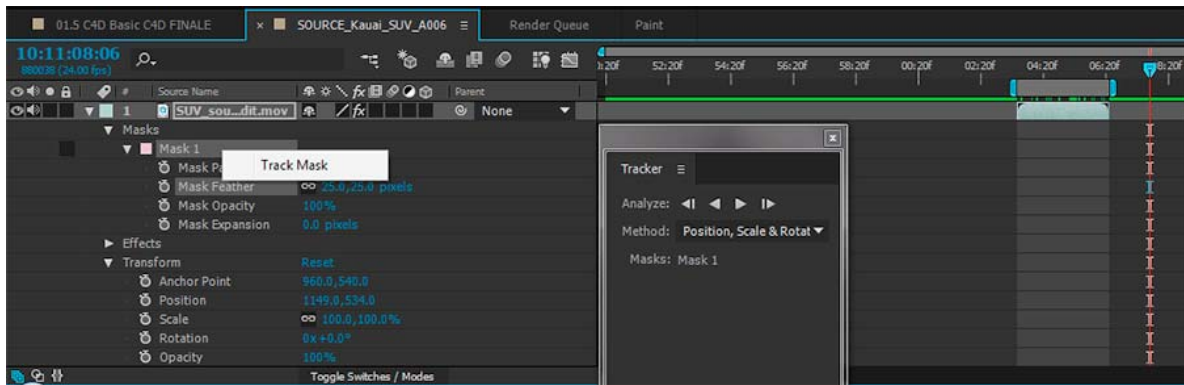 01.5 C4D Basic C4D FINALE × SOURCE_Kauai_SUV_A006 Render Queue Paint
10:11:08:06
880038 (24.00 fps)
52:20f 54:20f 56:20f 58:20f 00:20f 02:20f 04:20f 06:20f
# Source Name Parent
1 SUV_sou...dit.mov fx None
Masks
Mask 1
Track Mask
Mask Feather 25.0,25.0 pixels
Mask Opacity 100%
Mask Expansion 0.0 pixels
Effects
Transform Reset
Anchor Point 960.0,540.0
Position 1149.0,534.0
Scale 100.0,100.0%
Rotation 0x+0.0°
Opacity 100%
Toggle Switches / Modes
Tracker
Analyze:
Method: Position, Scale & Rotat
Masks: Mask 1